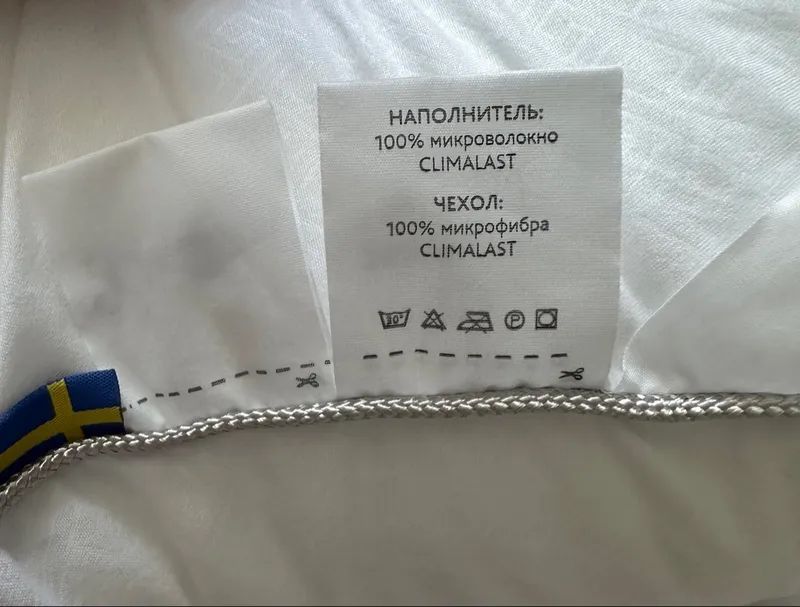 НАПОЛНИТЕЛЬ:
100% микроволокно
CLIMALAST
ЧЕХОЛ:
100% микрофибра
CLIMALAST
30°
P